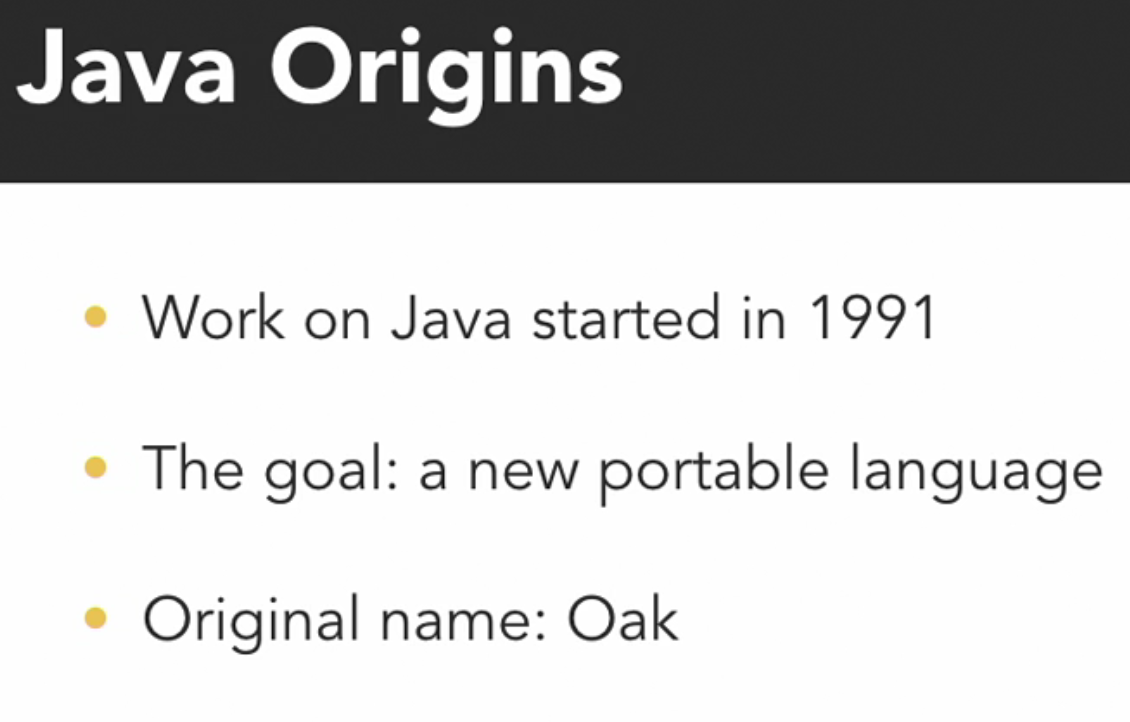 Java Origins
• Work on Java started in 1991
• The goal: a new portable language
• Original name: Oak